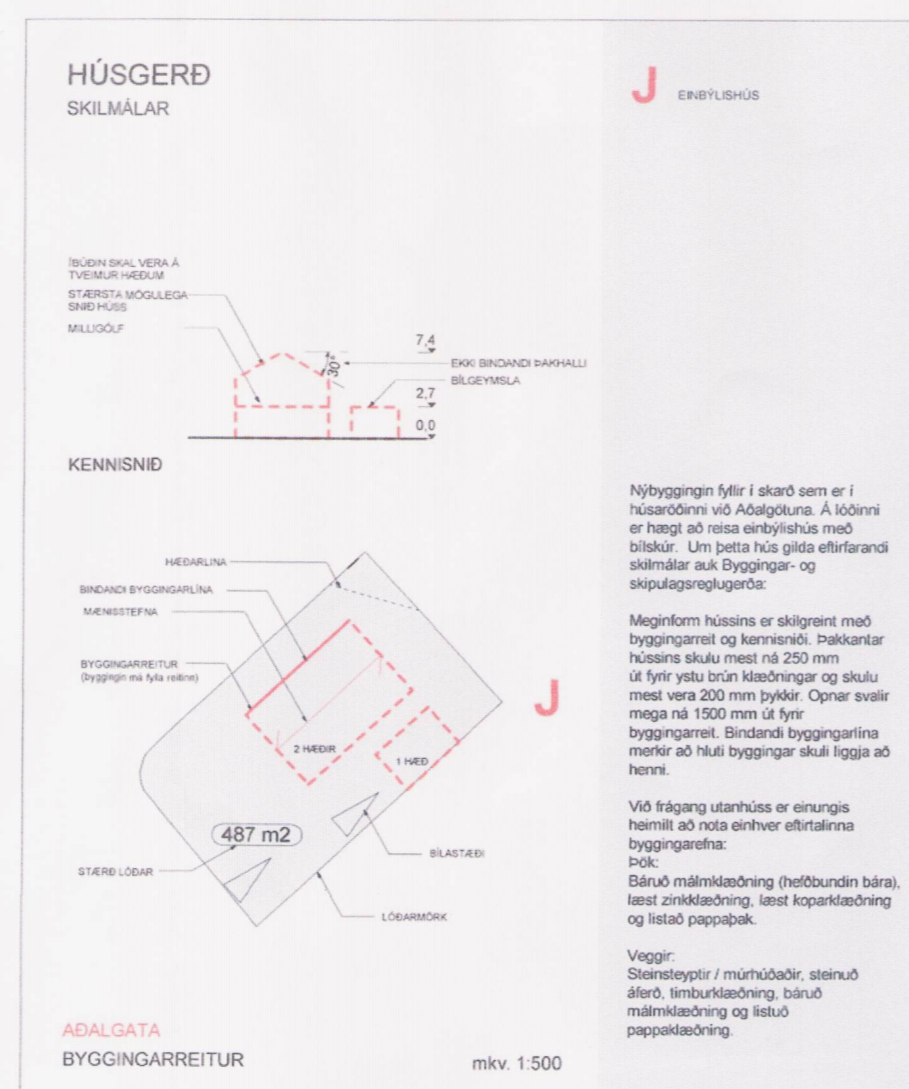 HÚSGERÐ
SKILMÁLAR
J
EINBÝLISHÚS
ÍBÚÐIN SKAL VERA Á
TVEIMUR HÆÐUM
STÆRSTA MÖGULEGA
SNIÐ HÚSS
MILLIGÓLF
7,4
30°
EKKI BINDANDI ÞAKHALLI
BÍLGEYMSLA
2,7
0,0
KENNISNIÐ
HÆÐARLINA
BINDANDI BYGGINGARLÍNA
MÆNISSTEFNA
BYGGINGARREITUR
(byggingin má fylla reitinn)
J
2 HÆÐIR
1 HÆÐ
487 m2
BÍLASTÆÐI
STÆRÐ LÓÐAR
LÓÐARMÖRK
AÐALGATA
BYGGINGARREITUR
mkv. 1:500
Nýbyggingin fyllir í skarð sem er í
húsaröðinni við Aðalgötuna. Á lóðinni
er hægt að reisa einbýlishús með
bílskúr. Um þetta hús gilda eftirfarandi
skilmálar auk Byggingar- og
skipulagsreglugerða:
Meginform hússins er skilgreint með
byggingarreit og kennisniði. Þakkantar
hússins skulu mest ná 250 mm
út fyrir ystu brún klæðningar og skulu
mest vera 200 mm þykkir. Opnar svalir
mega ná 1500 mm út fyrir
byggingarreit. Bindandi byggingarlína
merkir að hluti byggingar skuli liggja að
henni.
Við frágang utanhúss er einungis
heimilt að nota einhver eftirtalinna
byggingarefna:
Þök:
Báruð málmklæðning (hefðbundin bára),
læst zinkklæðning, læst koparklæðning
og listað pappaþak.
Veggir:
Steinsteyptir / múrhúðaðir, steinuð
áferð, timburklæðning, báruð
málmklæðning og listuð
pappaklæðning.